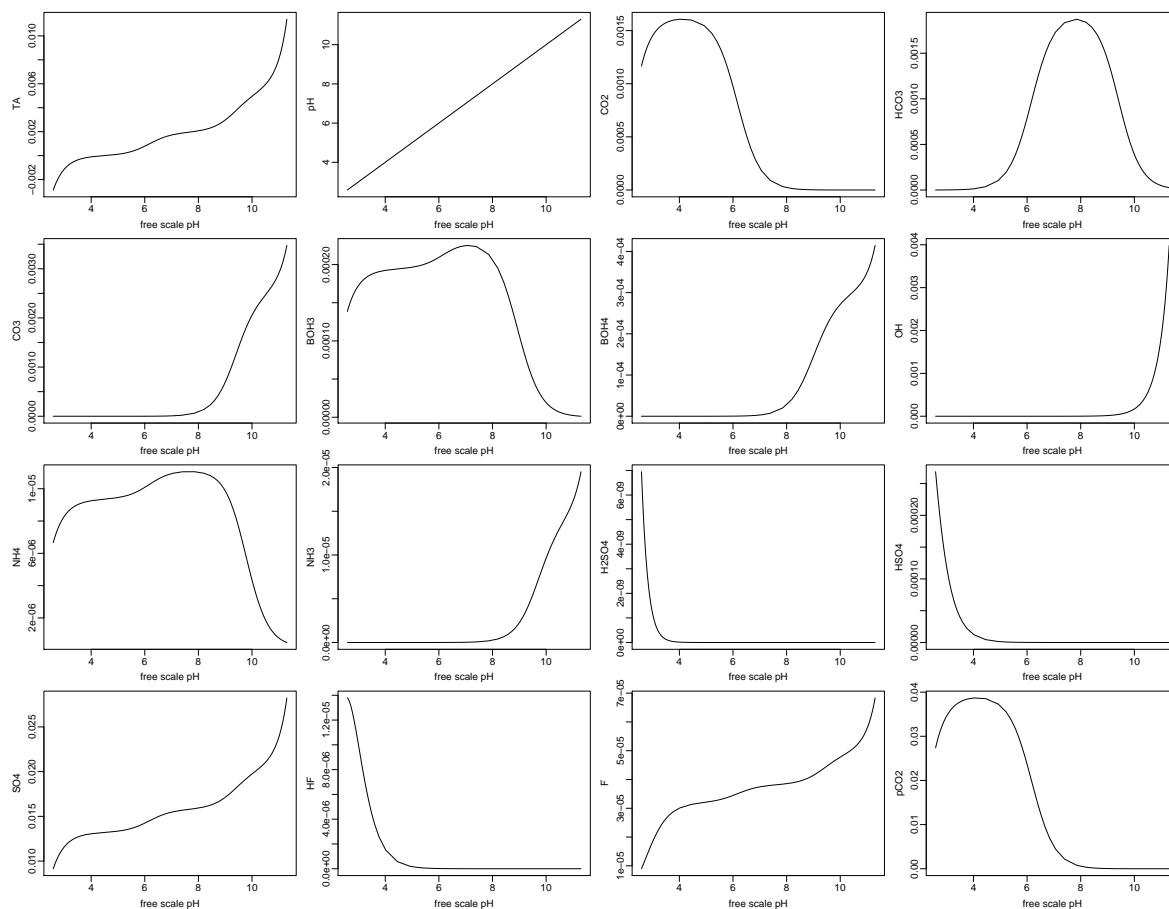 TA
−0.002 0.002 0.006 0.010
4 6 8 10
free scale pH
pH
4 6 8 10
4 6 8 10
free scale pH
CO2
0.0000 0.0005 0.0010 0.0015
4 6 8 10
free scale pH
HCO3
0.0000 0.0005 0.0010 0.0015
4 6 8 10
free scale pH
CO3
0.0000 0.0010 0.0020 0.0030
4 6 8 10
free scale pH
BOH3
0.00000 0.00010 0.00020
4 6 8 10
free scale pH
BOH4
0e+00 1e−04 2e−04 3e−04 4e−04
4 6 8 10
free scale pH
OH
0.000 0.001 0.002 0.003 0.004
4 6 8 10
free scale pH
NH4
2e−06 6e−06 1e−05
4 6 8 10
free scale pH
NH3
0.0e+00 1.0e−05 2.0e−05
4 6 8 10
free scale pH
H2SO4
0e+00 2e−09 4e−09 6e−09
4 6 8 10
free scale pH
HSO4
0.00000 0.00010 0.00020
4 6 8 10
free scale pH
SO4
0.010 0.015 0.020 0.025
4 6 8 10
free scale pH
HF
0.0e+00 4.0e−06 8.0e−06 1.2e−05
4 6 8 10
free scale pH
F
1e−05 3e−05 5e−05 7e−05
4 6 8 10
free scale pH
pCO2
0.00 0.01 0.02 0.03 0.04
4 6 8 10
free scale pH